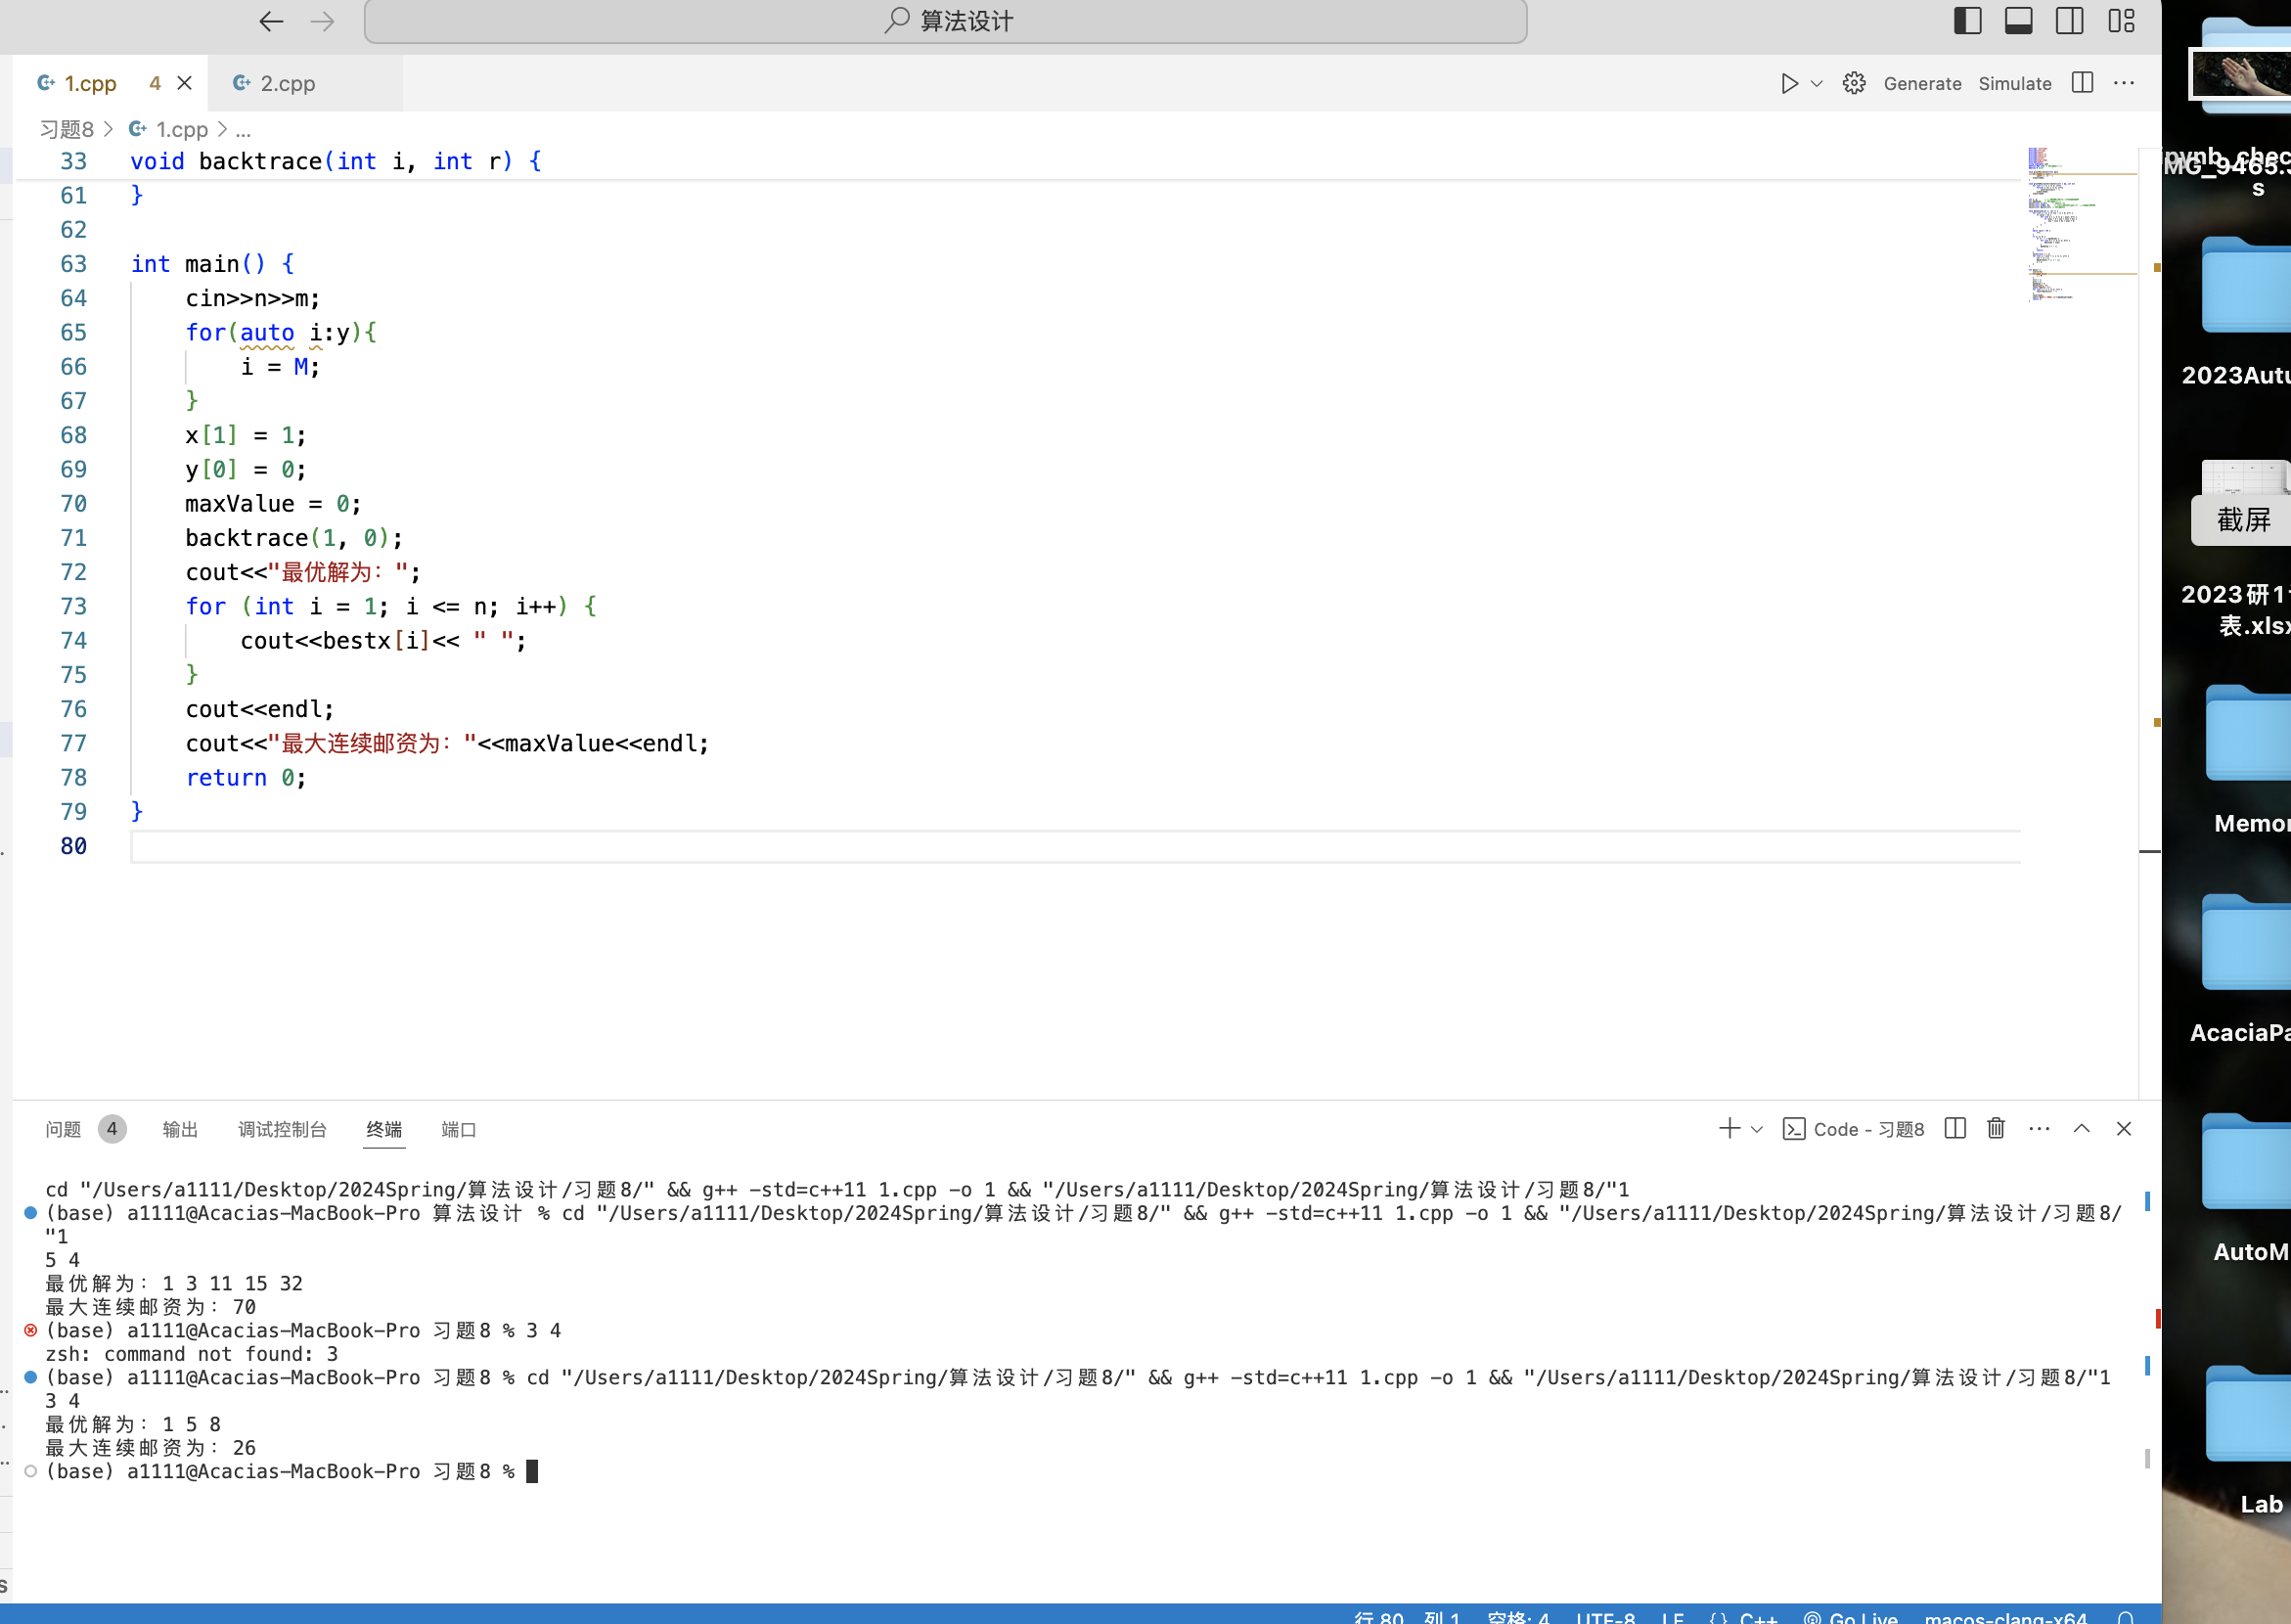 算法设计
1.cpp 4 2.cpp
Generate Simulate
习题8 > 1.cpp > ...
33 void backtrace(int i, int r) {
61 }
62
63 int main() {
64 cin>>n>>m;
65 for(auto i:y){
66 i = M;
67 }
68 x[1] = 1;
69 y[0] = 0;
70 maxValue = 0;
71 backtrace(1, 0);
72 cout<<"最优解为：";
73 for (int i = 1; i <= n; i++) {
74 cout<<bestx[i]<< " ";
75 }
76 cout<<endl;
77 cout<<"最大连续邮资为："<<maxValue<<endl;
78 return 0;
79 }
80
问题 4 输出 调试控制台 终端 端口
Code - 习题8
cd "/Users/a1111/Desktop/2024Spring/算法设计/习题8/" && g++ -std=c++11 1.cpp -o 1 && "/Users/a1111/Desktop/2024Spring/算法设计/习题8/"1
(base) a1111@Acacias-MacBook-Pro 算法设计 % cd "/Users/a1111/Desktop/2024Spring/算法设计/习题8/" && g++ -std=c++11 1.cpp -o 1 && "/Users/a1111/Desktop/2024Spring/算法设计/习题8/
"1
5 4
最优解为：1 3 11 15 32
最大连续邮资为：70
(base) a1111@Acacias-MacBook-Pro 习题8 % 3 4
zsh: command not found: 3
(base) a1111@Acacias-MacBook-Pro 习题8 % cd "/Users/a1111/Desktop/2024Spring/算法设计/习题8/" && g++ -std=c++11 1.cpp -o 1 && "/Users/a1111/Desktop/2024Spring/算法设计/习题8/"1
3 4
最优解为：1 5 8
最大连续邮资为：26
(base) a1111@Acacias-MacBook-Pro 习题8 %
行 80，列 1 空格: 4 UTF-8 LF {} C++ Go Live macos-clang-x64
s
2023Autu
截屏
2023研1
表.xlsx
Memor
AcaciaPa
AutoM
Lab